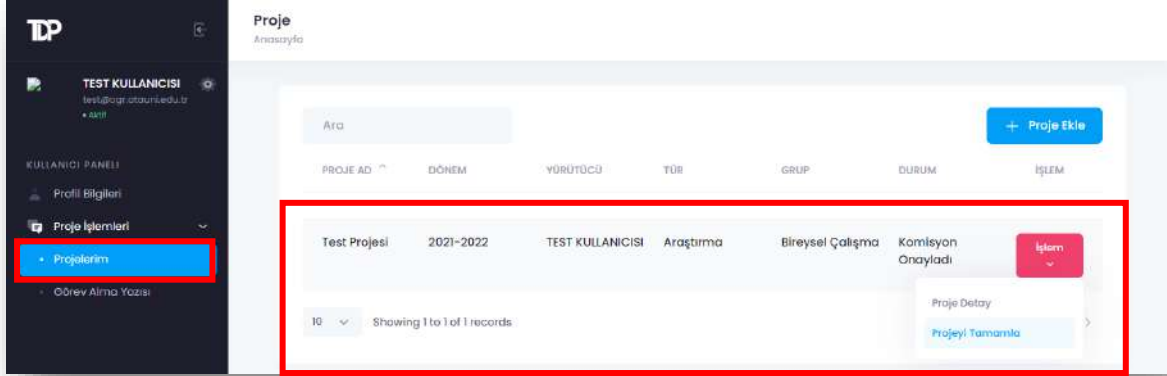 TDP
Proje
Anasayfa
TEST KULLANICISI
test@ogr.atauni.edu.tr
Aktif
Ara
+ Proje Ekle
KULLANICI PANELİ
PROJE AD
DÖNEM
YÜRÜTÜCÜ
TÜR
GRUP
DURUM
İŞLEM
Profil Bilgileri
Proje İşlemleri
Projelerim
Görev Alma Yazısı
Test Projesi
2021-2022
TEST KULLANICISI
Araştırma
Bireysel Çalışma
Komisyon
Onayladı
İşlem
Proje Detay
Projeyi Tamamla
10
Showing 1 to 1 of 1 records